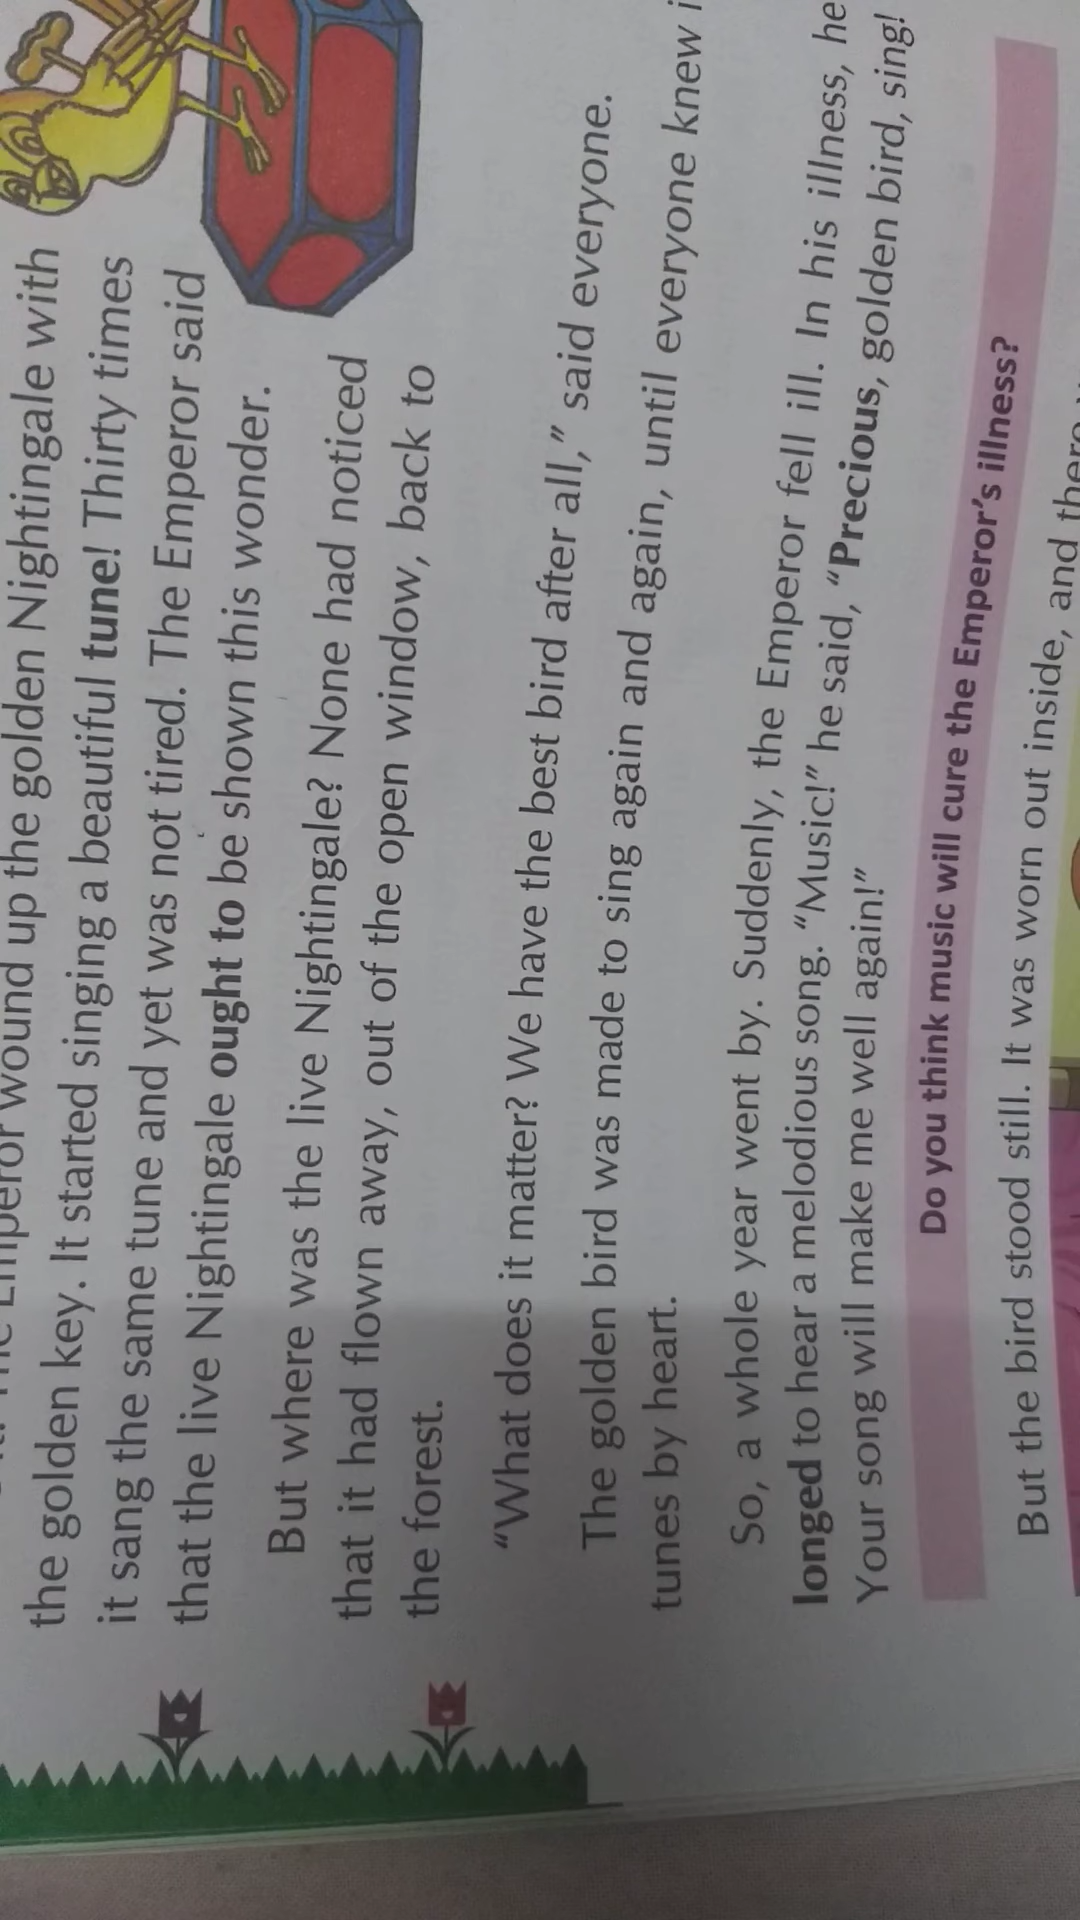 Emperor wound up the golden Nightingale with
the golden key. It started singing a beautiful tune! Thirty times
it sang the same tune and yet was not tired. The Emperor said
that the live Nightingale ought to be shown this wonder.
But where was the live Nightingale? None had noticed
that it had flown away, out of the open window, back to
the forest.
“What does it matter? We have the best bird after all,” said everyone.
The golden bird was made to sing again and again, until everyone knew
tunes by heart.
So, a whole year went by. Suddenly, the Emperor fell ill. In his illness, he
longed to hear a melodious song. “Music!” he said, “Precious, golden bird, sing!
Your song will make me well again!”
Do you think music will cure the Emperor’s illness?
But the bird stood still. It was worn out inside, and